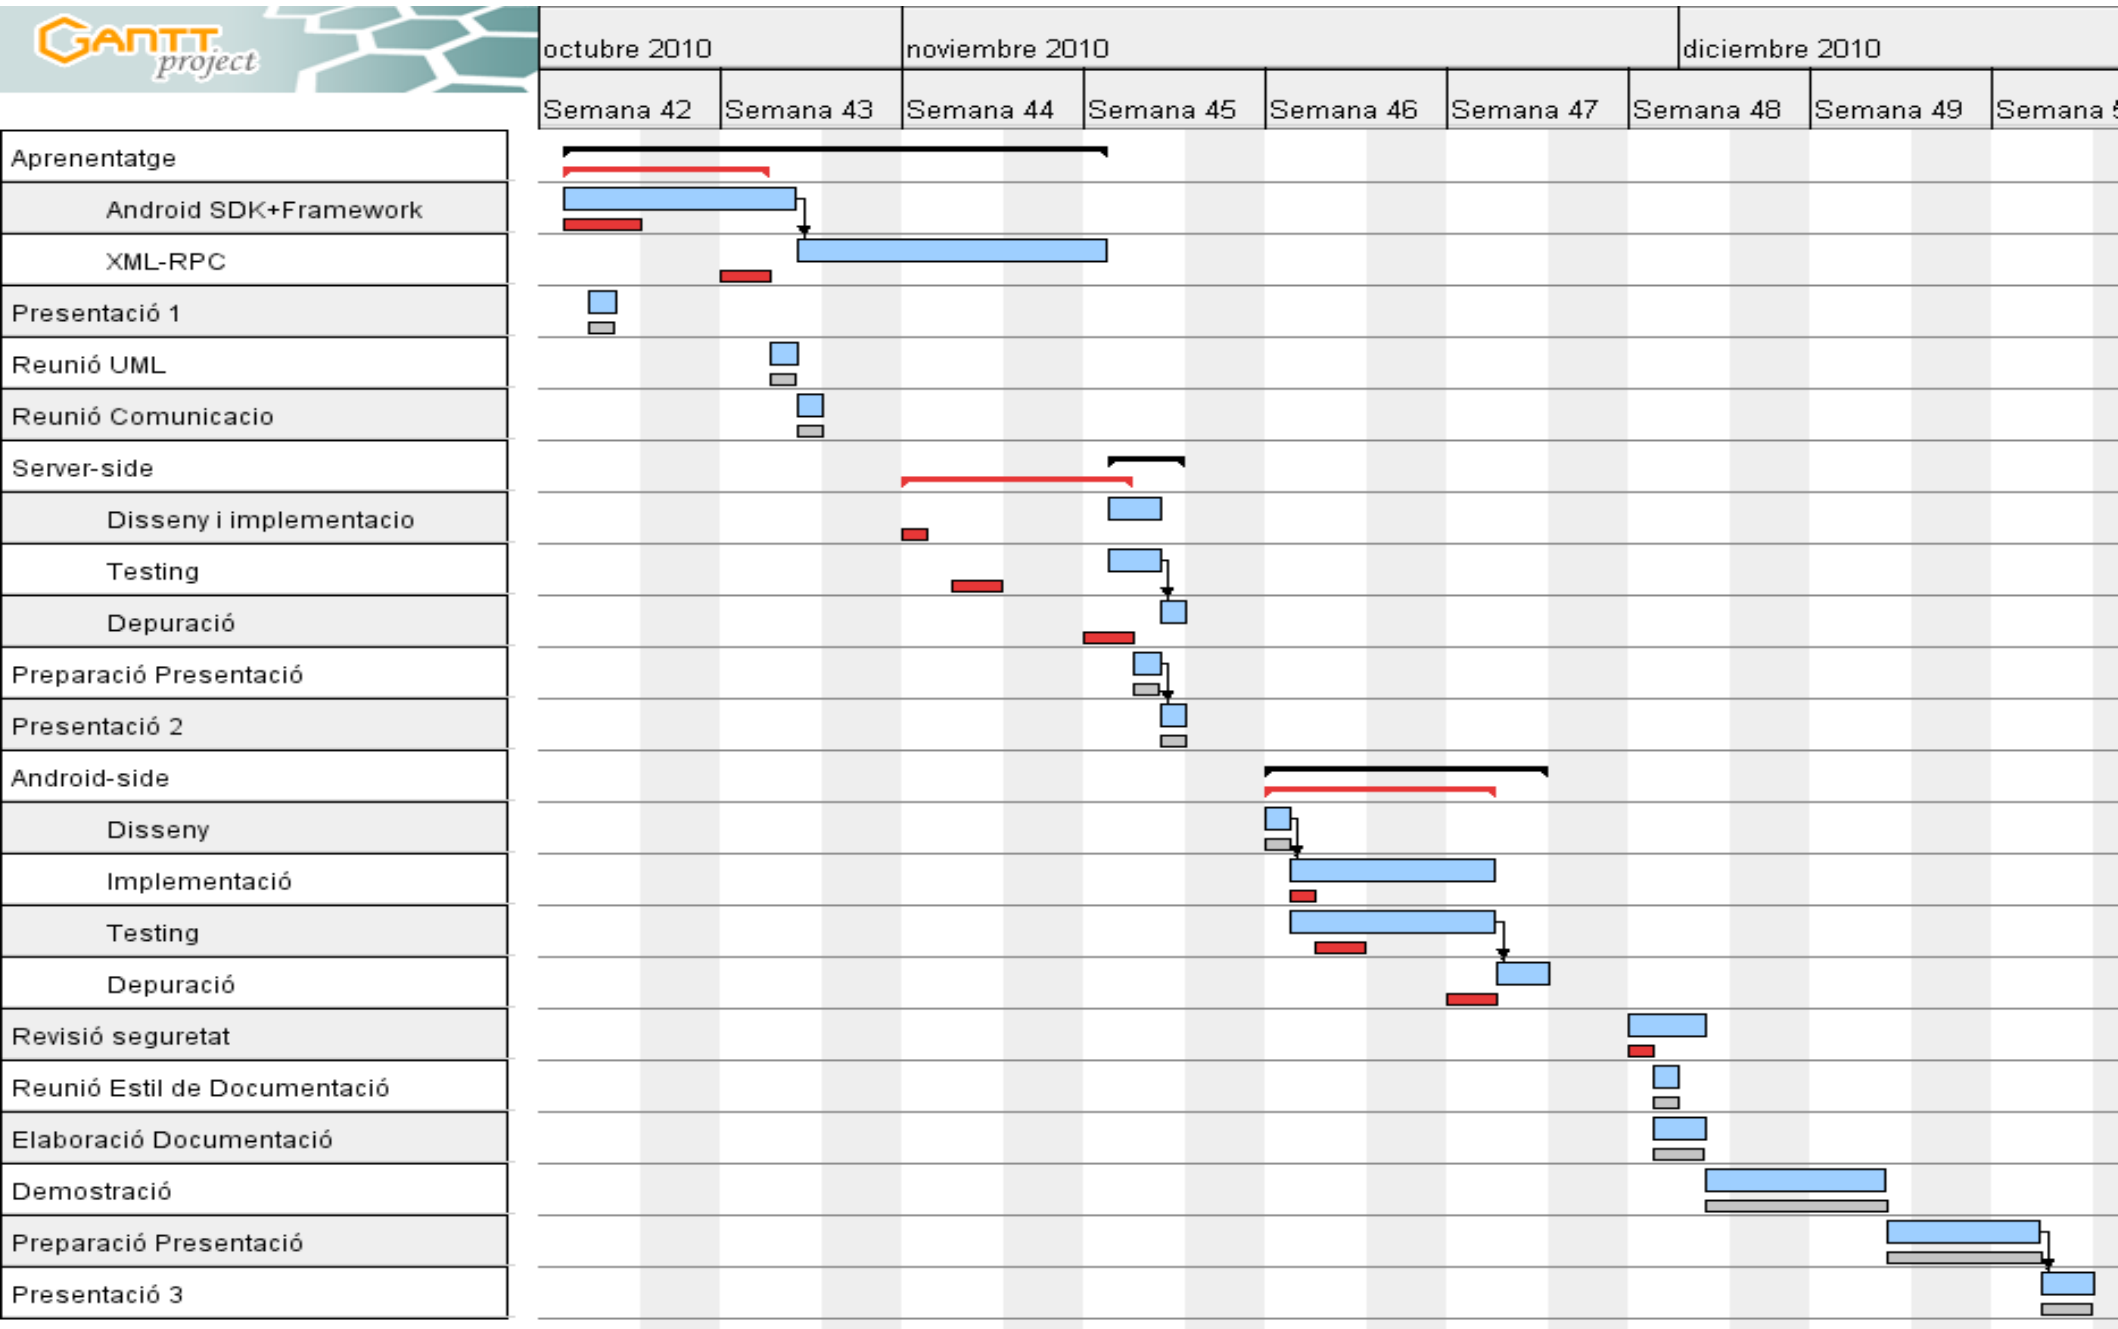 GANTT
project
octubre 2010
noviembre 2010
diciembre 2010
Semana 42
Semana 43
Semana 44
Semana 45
Semana 46
Semana 47
Semana 48
Semana 49
Semana
Aprenentatge
Android SDK+Framework
XML-RPC
Presentació 1
Reunió UML
Reunió Comunicacio
Server-side
Disseny i implementacio
Testing
Depuració
Preparació Presentació
Presentació 2
Android-side
Disseny
Implementació
Testing
Depuració
Revisió seguretat
Reunió Estil de Documentació
Elaboració Documentació
Demostració
Preparació Presentació
Presentació 3